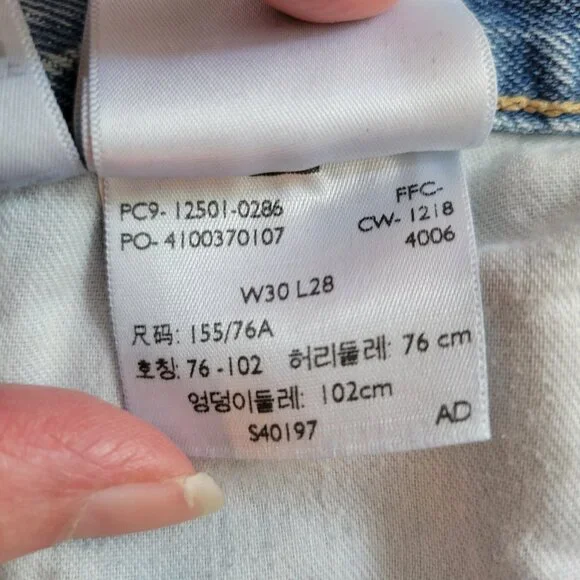 PC9- 12501-0286
PO- 4100370107
FFC-
CW- 1218
4006
W30 L28
尺码: 155/76A
호칭: 76 -102 허리둘레: 76 cm
엉덩이둘레: 102cm
S40197
AD